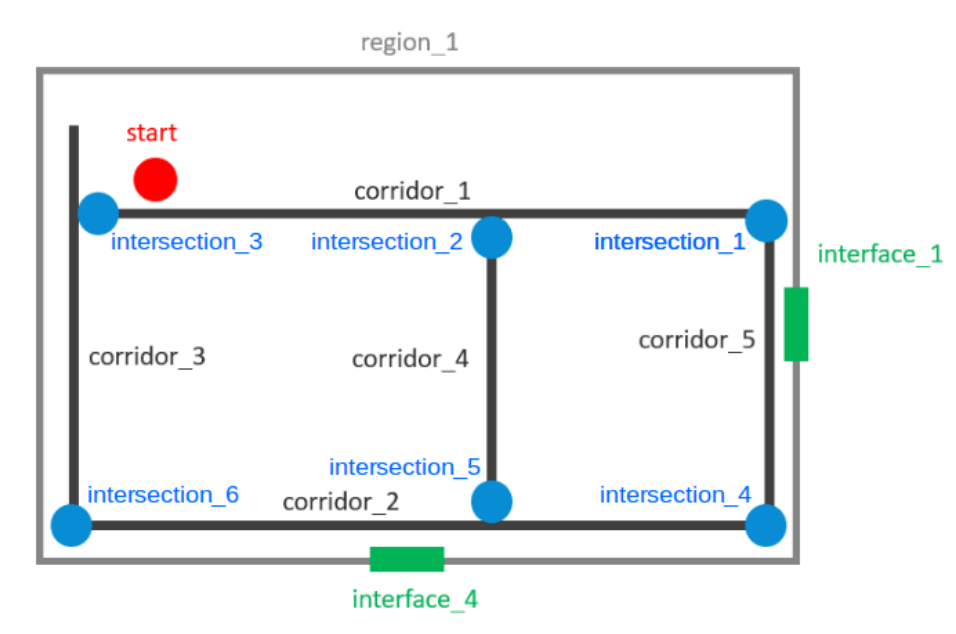 region_1
start
corridor_1
intersection_3
intersection_2
intersection_1
interface_1
corridor_3
corridor_4
corridor_5
intersection_5
intersection_6
corridor_2
intersection_4
interface_4